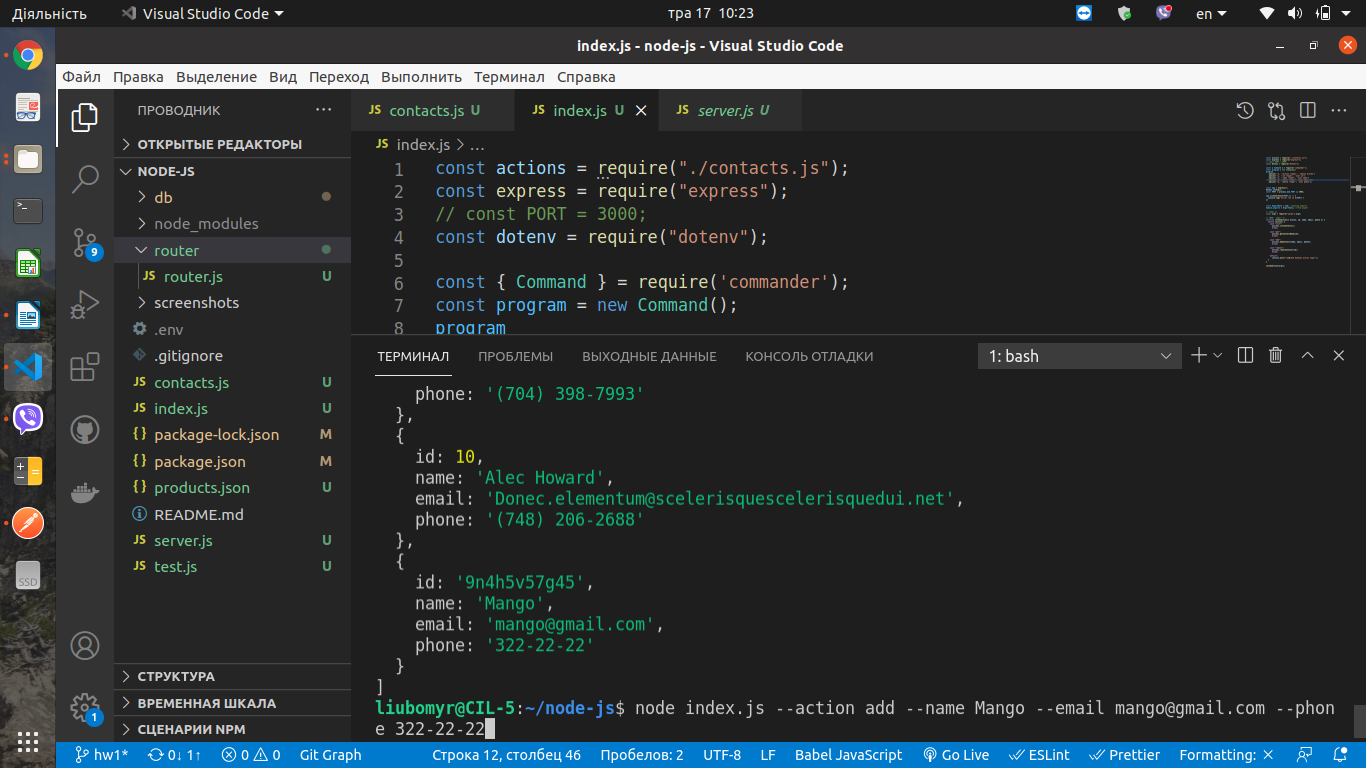 Діяльність
Visual Studio Code
тра 17 10:23
en
index.js - node-js - Visual Studio Code
Файл Правка Выделение Вид Переход Выполнить Терминал Справка
ПРОВОДНИК
ОТКРЫТЫЕ РЕДАКТОРЫ
NODE-JS
db
node_modules
router
JS router.js U
screenshots
.env
.gitignore
JS contacts.js U
JS index.js U
{} package-lock.json M
{} package.json M
{} products.json U
README.md
JS server.js U
JS test.js U
СТРУКТУРА
ВРЕМЕННАЯ ШКАЛА
СЦЕНАРИИ NPM
9
1
SSD
JS contacts.js U
JS index.js U
JS server.js U
JS index.js > ...
1 const actions = require("./contacts.js");
2 const express = require("express");
3 // const PORT = 3000;
4 const dotenv = require("dotenv");
5
6 const { Command } = require('commander');
7 const program = new Command();
8 program
ТЕРМИНАЛ ПРОБЛЕМЫ ВЫХОДНЫЕ ДАННЫЕ КОНСОЛЬ ОТЛАДКИ
1: bash
phone: '(704) 398-7993'
},
{
id: 10,
name: 'Alec Howard',
email: 'Donec.elementum@scelerisquescelerisquedui.net',
phone: '(748) 206-2688'
},
{
id: '9n4h5v57g45',
name: 'Mango',
email: 'mango@gmail.com',
phone: '322-22-22'
}
]
liubomyr@CIL-5:~/node-js$ node index.js --action add --name Mango --email mango@gmail.com --phon
e 322-22-22
hw1* 0↓ 1↑ 0 0 Git Graph
Строка 12, столбец 46 Пробелов: 2 UTF-8 LF Babel JavaScript Go Live ESLint Prettier Formatting: ×